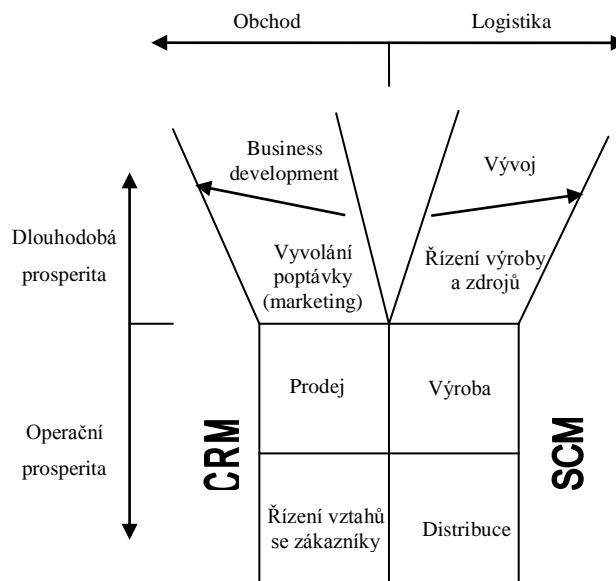 Obchod
Logistika
Business
development
Vývoj
Dlouhodobá
prosperita
Vyvolání
poptávky
(marketing)
Řízení výroby
a zdrojů
Prodej
Výroba
CRM
SCM
Operační
prosperita
Řízení vztahů
se zákazníky
Distribuce